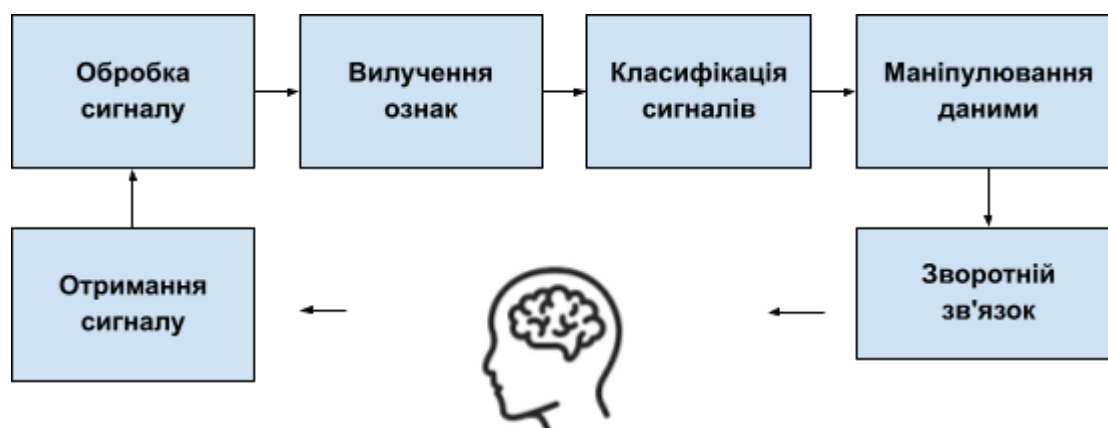 Обробка
сигналу
Вилучення
ознак
Класифікація
сигналів
Маніпулювання
даними
Отримання
сигналу
Зворотній
зв'язок